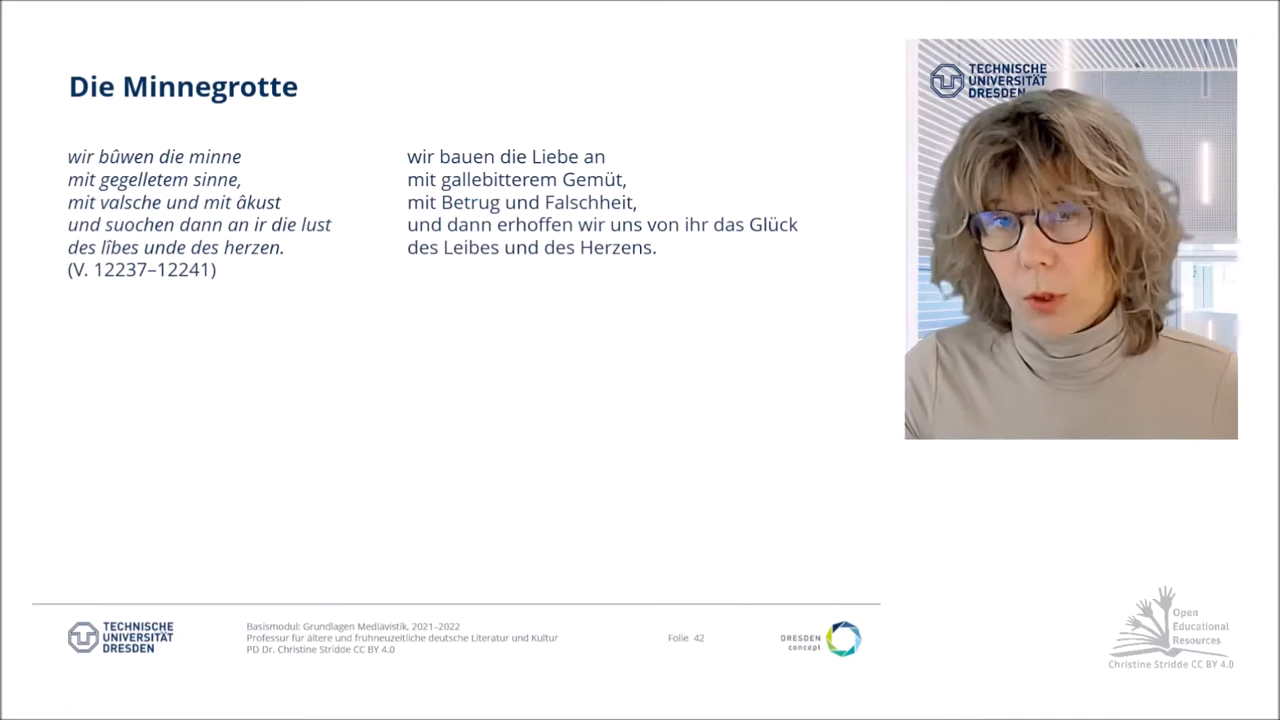 Die Minnegrotte
wir bûwen die minne
mit gegelletem sinne,
mit valsche und mit âkust
und suochen dann an ir die lust
des lîbes unde des herzen.
(V. 12237–12241)
wir bauen die Liebe an
mit gallebitterem Gemüt,
mit Betrug und Falschheit,
und dann erhoffen wir uns von ihr das Glück
des Leibes und des Herzens.
TECHNISCHE
UNIVERSITÄT
DRESDEN
TECHNISCHE
UNIVERSITÄT
DRESDEN
Basismodul: Grundlagen Mediävistik, 2021–2022
Professur für ältere und frühneuzeitliche deutsche Literatur und Kultur
PD Dr. Christine Stridde CC BY 4.0
Folie 42
DRESDEN
concept
Open
Educational
Resources
Christine Stridde CC BY 4.0